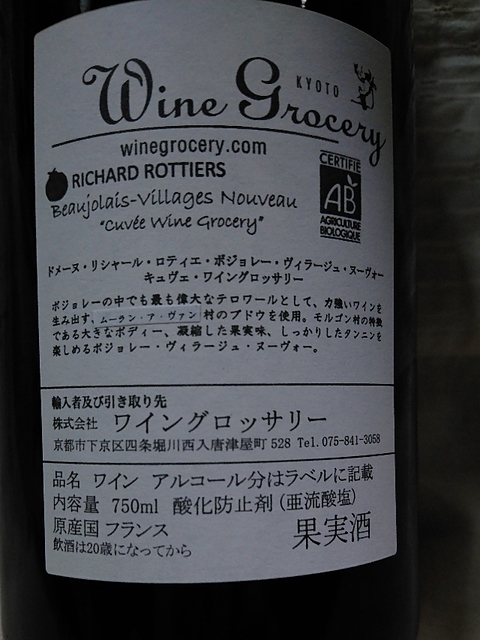 Wine Grocery
KYOTO
winegrocery.com
RICHARD ROTTIERS
Beaujolais-Villages Nouveau
"Cuvée Wine Grocery"
CERTIFIÉ
AB
AGRICULTURE
BIOLOGIQUE
ドメーヌ・リシャール・ロティエ・ボジョレー・ヴィラージュ・ヌーヴォー
キュヴェ・ワイングロッサリー
ボジョレーの中でも最も偉大なテロワールとして、力強いワインを
生み出す、ムーラン・ア・ヴァン村のブドウを使用。モルゴン村の特徴
である大きなボディー、凝縮した果実味、しっかりしたタンニンを
楽しめるボジョレー・ヴィラージュ・ヌーヴォー。
輸入者及び引き取り先
株式会社 ワイングロッサリー
京都市下京区四条堀川西入唐津屋町 528 Tel. 075-841-3058
品名 ワイン アルコール分はラベルに記載
内容量 750ml 酸化防止剤(亜硫酸塩)
原産国 フランス
果実酒
飲酒は20歳になってから